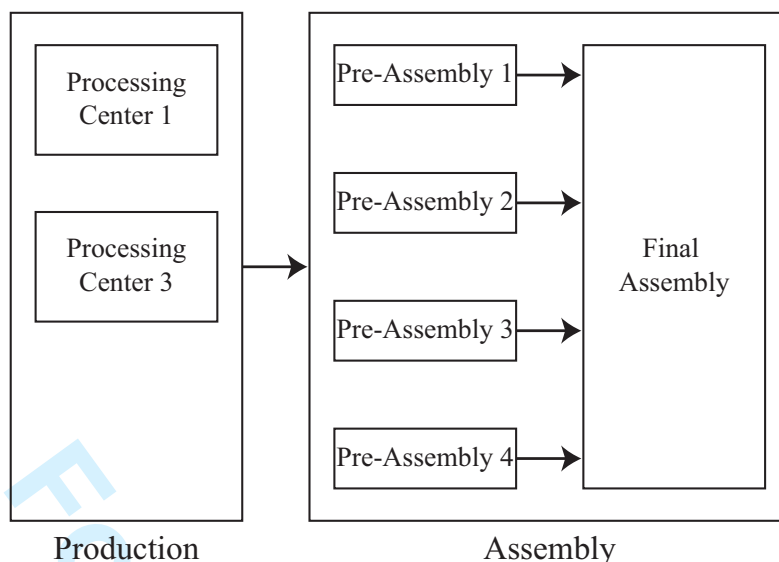 Processing
Center 1
Processing
Center 3
Production
Pre-Assembly 1
Pre-Assembly 2
Pre-Assembly 3
Pre-Assembly 4
Final
Assembly
Assembly